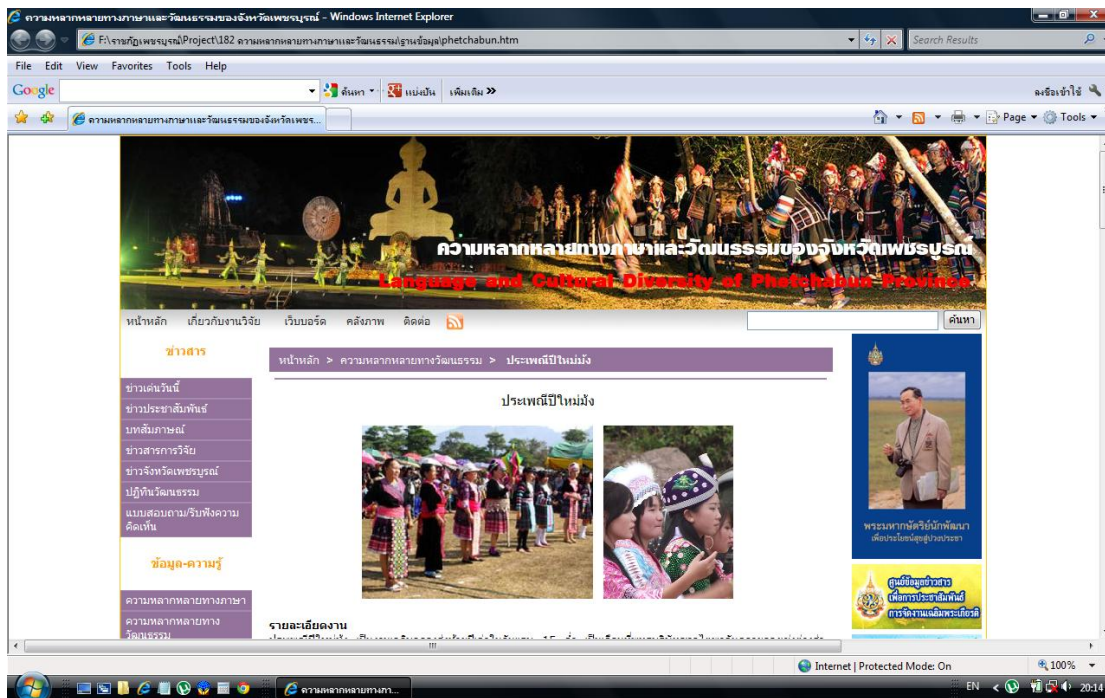 ความหลากหลายทางภาษาและวัฒนธรรมของจังหวัดเพชรบูรณ์ - Windows Internet Explorer
F:\ราชภัฏเพชรบูรณ์\Project\182 ความหลากหลายทางภาษาและวัฒนธรรม\ฐานข้อมูล\phetchabun.htm
Search Results
File Edit View Favorites Tools Help
Google ค้นหา แบ่งปัน เพิ่มเติม » ลงชื่อเข้าใช้
ความหลากหลายทางภาษาและวัฒนธรรมของจังหวัดเพชร... Page Tools
ความหลากหลายทางภาษาและวัฒนธรรมของจังหวัดเพชรบูรณ์
Language and Cultural Diversity of Phetchabun Province
หน้าหลัก เกี่ยวกับงานวิจัย เว็บบอร์ด คลังภาพ ติดต่อ ค้นหา
ข่าวสาร
ข่าวเด่นวันนี้
ข่าวประชาสัมพันธ์
บทสัมภาษณ์
ข่าวสารการวิจัย
ข่าวจังหวัดเพชรบูรณ์
ปฏิทินวัฒนธรรม
แบบสอบถาม/รับฟังความ
คิดเห็น
ข้อมูล-ความรู้
ความหลากหลายทางภาษา
ความหลากหลายทาง
วัฒนธรรม
หน้าหลัก > ความหลากหลายทางวัฒนธรรม > ประเพณีปีใหม่ม้ง
ประเพณีปีใหม่ม้ง
รายละเอียดงาน
พระมหากษัตริย์นักพัฒนา
เพื่อประโยชน์สุขสู่ปวงประชา
ศูนย์ข้อมูลข่าวสาร
เพื่อการประชาสัมพันธ์
การจัดงานเฉลิมพระเกียรติ
Internet | Protected Mode: On 100%
ความหลากหลายทางภา... EN 20:14